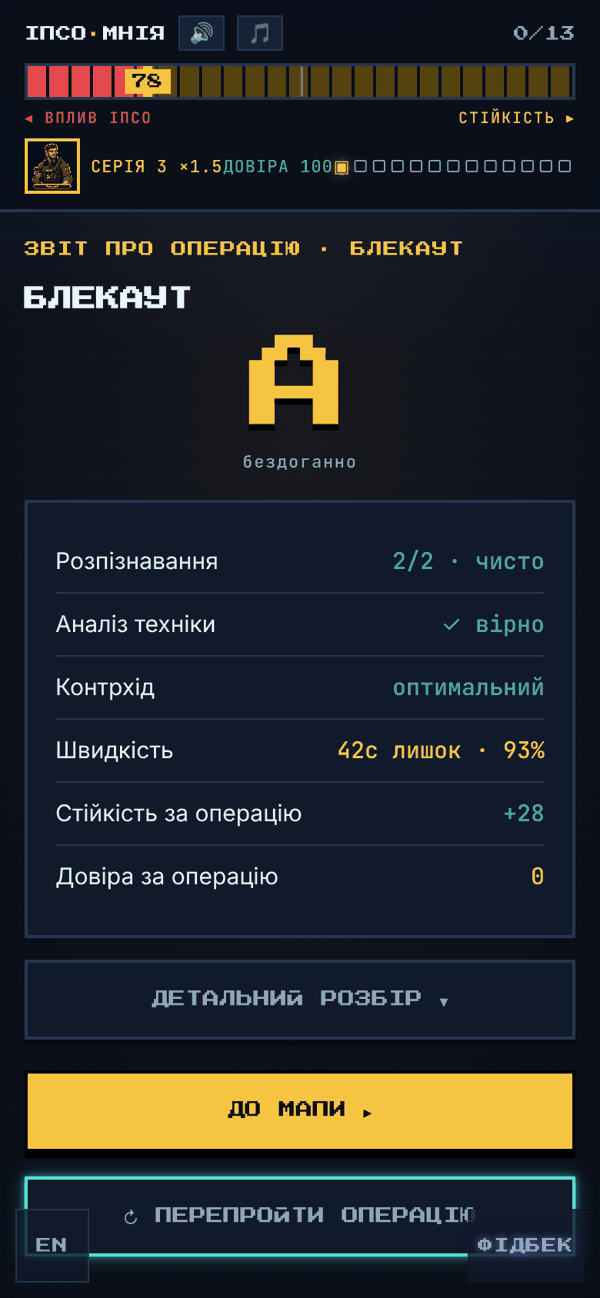 ІПСО·МНІЯ 🔊 🎵 0/13
78
◂ ВПЛИВ ІПСО СТІЙКІСТЬ ▸
СЕРІЯ 3 ×1.5 ДОВІРА 100
ЗВІТ ПРО ОПЕРАЦІЮ · БЛЕКАУТ
БЛЕКАУТ
A
бездоганно
Розпізнавання 2/2 · чисто
Аналіз техніки ✓ вірно
Контрхід оптимальний
Швидкість 42с лишок · 93%
Стійкість за операцію +28
Довіра за операцію 0
ДЕТАЛЬНИЙ РОЗБІР ▾
ДО МАПИ ▸
↻ ПЕРЕПРОЙТИ ОПЕРАЦІЮ
EN ФІДБЕК